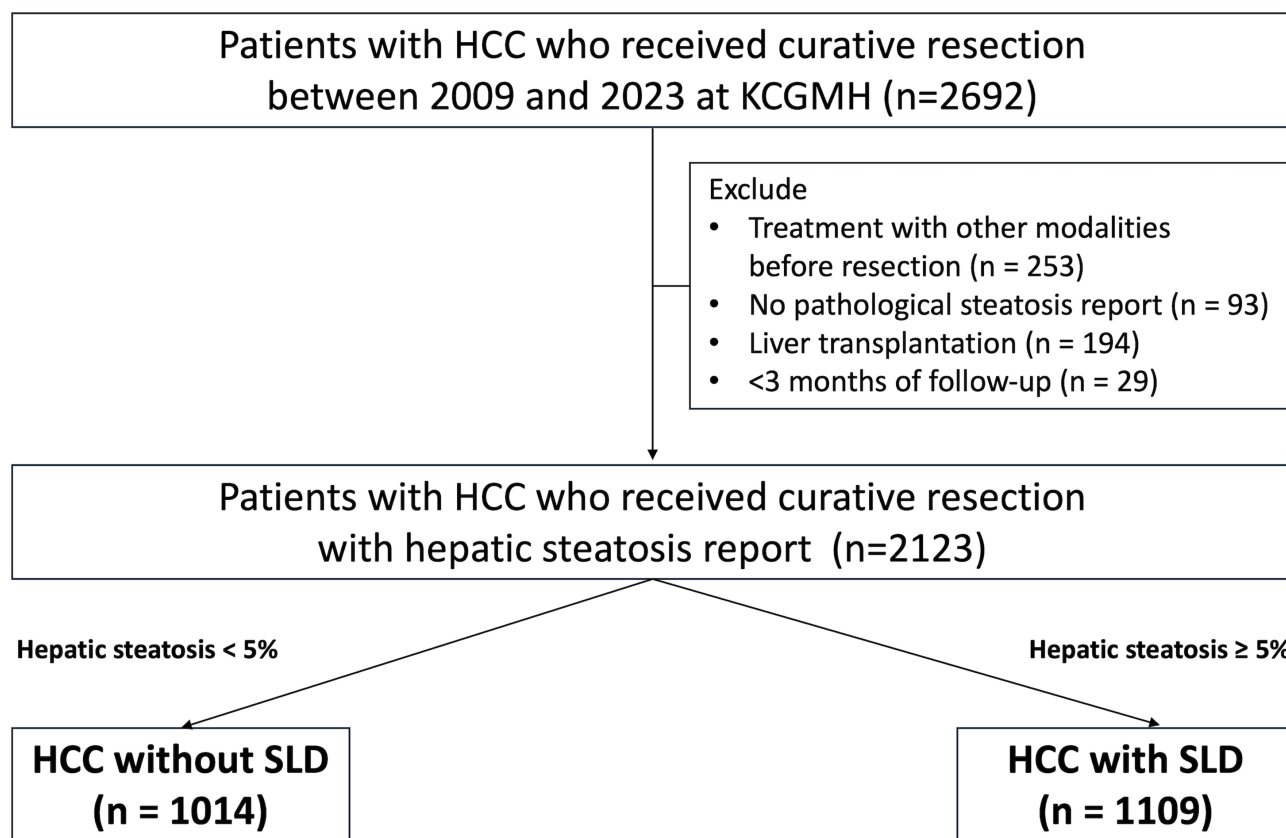 Patients with HCC who received curative resection
between 2009 and 2023 at KCGMH (n=2692)
Exclude
• Treatment with other modalities
before resection (n = 253)
• No pathological steatosis report (n = 93)
• Liver transplantation (n = 194)
• <3 months of follow-up (n = 29)
Patients with HCC who received curative resection
with hepatic steatosis report (n=2123)
Hepatic steatosis < 5%
Hepatic steatosis ≥ 5%
HCC without SLD
(n = 1014)
HCC with SLD
(n = 1109)